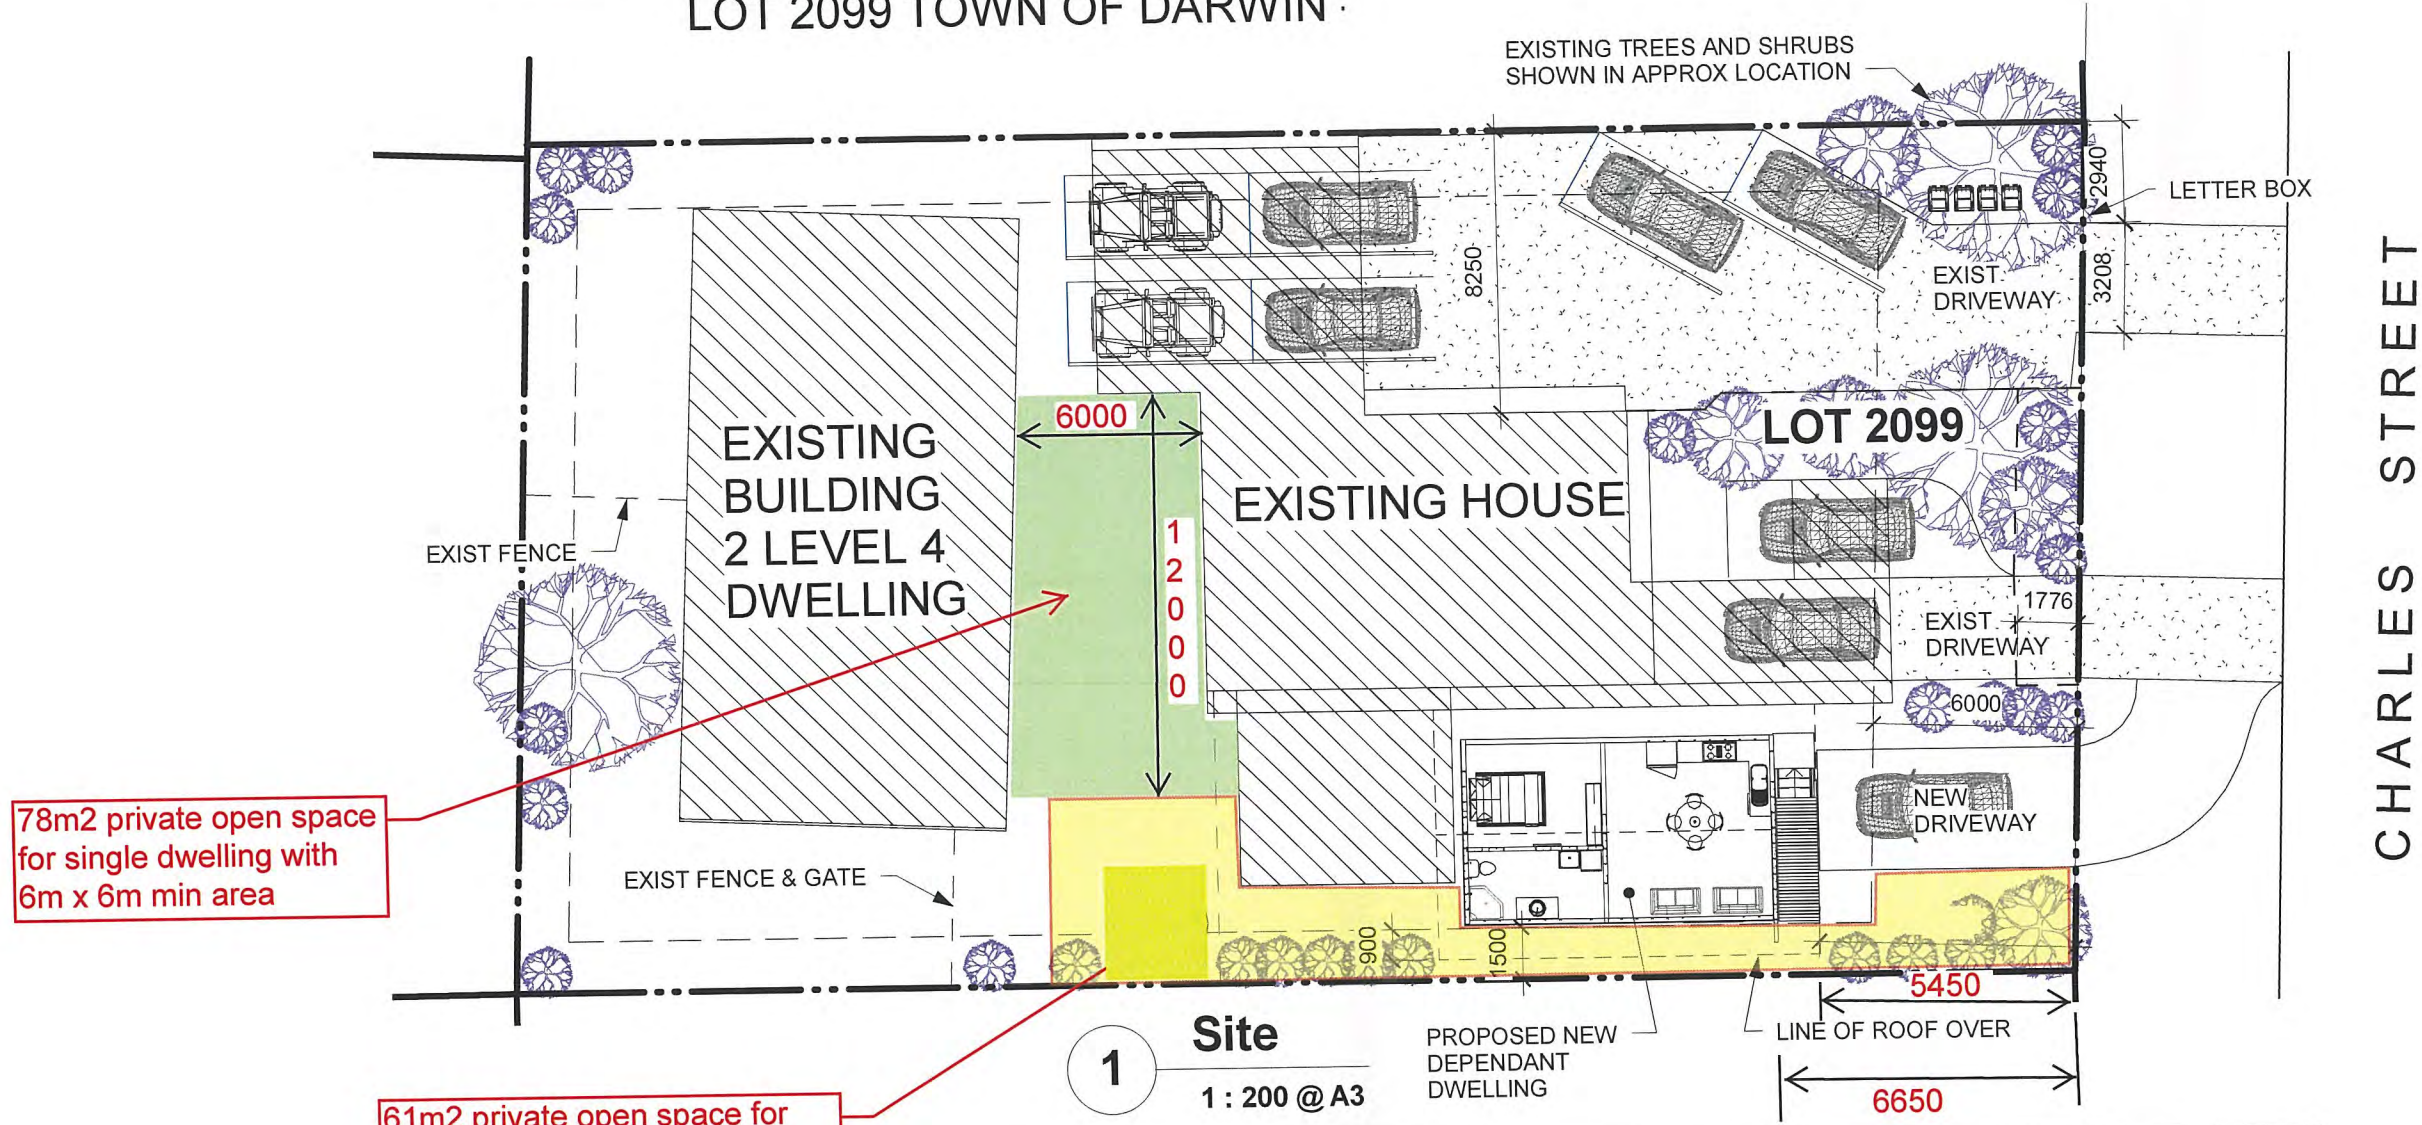 LOT 2099 TOWN OF DARWIN
EXISTING TREES AND SHRUBS
SHOWN IN APPROX LOCATION
2940
LETTER BOX
3208
EXIST
DRIVEWAY
8250
6000
LOT 2099
EXISTING
BUILDING
2 LEVEL 4
DWELLING
EXISTING HOUSE
12000
CHARLES STREET
EXIST FENCE
1776
EXIST
DRIVEWAY
6000
78m2 private open space
for single dwelling with
6m x 6m min area
NEW
DRIVEWAY
EXIST FENCE & GATE
900
1500
5450
1
Site
1 : 200 @ A3
PROPOSED NEW
DEPENDANT
DWELLING
LINE OF ROOF OVER
6650
61m2 private open space for